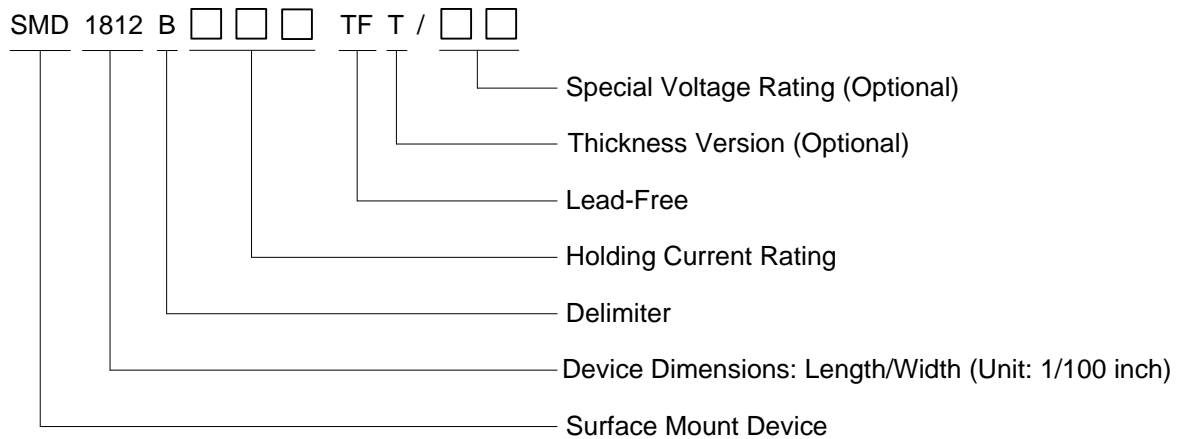 SMD 1812 B □ □ □ TF T / □ □
Special Voltage Rating (Optional)
Thickness Version (Optional)
Lead-Free
Holding Current Rating
Delimiter
Device Dimensions: Length/Width (Unit: 1/100 inch)
Surface Mount Device